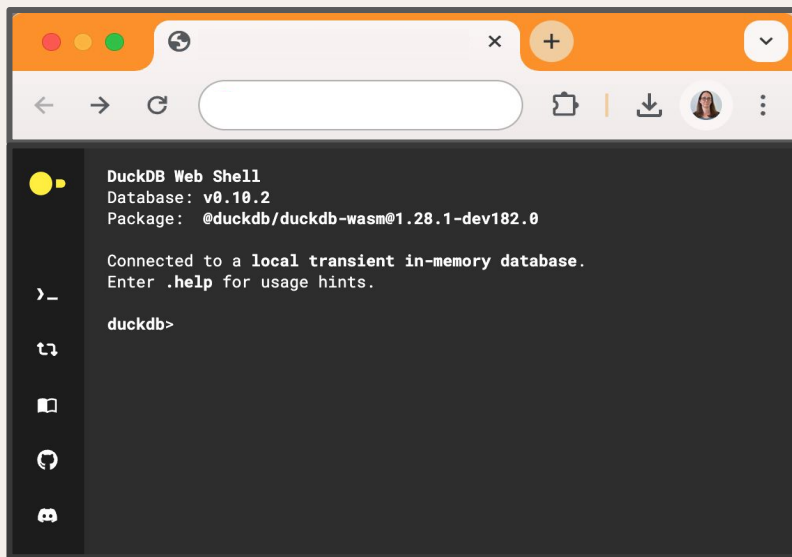 DuckDB Web Shell
Database: v0.10.2
Package: @duckdb/duckdb-wasm@1.28.1-dev182.0
Connected to a local transient in-memory database.
Enter .help for usage hints.
duckdb>